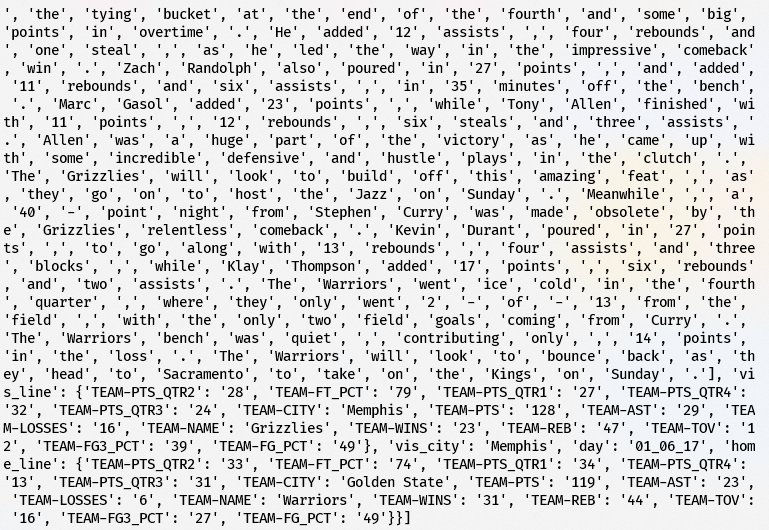 ', 'the', 'tying', 'bucket', 'at', 'the', 'end', 'of', 'the', 'fourth', 'and', 'some', 'big',
'points', 'in', 'overtime', '.', 'He', 'added', '12', 'assists', ',', 'four', 'rebounds', 'and
', 'one', 'steal', ',', 'as', 'he', 'led', 'the', 'way', 'in', 'the', 'impressive', 'comeback'
, 'win', '.', 'Zach', 'Randolph', 'also', 'poured', 'in', '27', 'points', ',', 'and', 'added',
'11', 'rebounds', 'and', 'six', 'assists', ',', 'in', '35', 'minutes', 'off', 'the', 'bench',
'.', 'Marc', 'Gasol', 'added', '23', 'points', ',', 'while', 'Tony', 'Allen', 'finished', 'wi
th', '11', 'points', ',', '12', 'rebounds', ',', 'six', 'steals', 'and', 'three', 'assists', '
.', 'Allen', 'was', 'a', 'huge', 'part', 'of', 'the', 'victory', 'as', 'he', 'came', 'up', 'wi
th', 'some', 'incredible', 'defensive', 'and', 'hustle', 'plays', 'in', 'the', 'clutch', '.',
'The', 'Grizzlies', 'will', 'look', 'to', 'build', 'off', 'this', 'amazing', 'feat', ',', 'as'
, 'they', 'go', 'on', 'to', 'host', 'the', 'Jazz', 'on', 'Sunday', '.', 'Meanwhile', ',', 'a',
'40', '-', 'point', 'night', 'from', 'Stephen', 'Curry', 'was', 'made', 'obsolete', 'by', 'th
e', 'Grizzlies', 'relentless', 'comeback', '.', 'Kevin', 'Durant', 'poured', 'in', '27', 'poin
ts', ',', 'to', 'go', 'along', 'with', '13', 'rebounds', ',', 'four', 'assists', 'and', 'three
', 'blocks', ',', 'while', 'Klay', 'Thompson', 'added', '17', 'points', ',', 'six', 'rebounds'
, 'and', 'two', 'assists', '.', 'The', 'Warriors', 'went', 'ice', 'cold', 'in', 'the', 'fourth
', 'quarter', ',', 'where', 'they', 'only', 'went', '2', '-', 'of', '-', '13', 'from', 'the',
'field', ',', 'with', 'the', 'only', 'two', 'field', 'goals', 'coming', 'from', 'Curry', '.',
'The', 'Warriors', 'bench', 'was', 'quiet', ',', 'contributing', 'only', ',', '14', 'points',
'in', 'the', 'loss', '.', 'The', 'Warriors', 'will', 'look', 'to', 'bounce', 'back', 'as', 'th
ey', 'head', 'to', 'Sacramento', 'to', 'take', 'on', 'the', 'Kings', 'on', 'Sunday', '.'], 'vi
s_line': {'TEAM-PTS_QTR2': '28', 'TEAM-FT_PCT': '79', 'TEAM-PTS_QTR1': '27', 'TEAM-PTS_QTR4':
'32', 'TEAM-PTS_QTR3': '24', 'TEAM-CITY': 'Memphis', 'TEAM-PTS': '128', 'TEAM-AST': '29', 'TEA
M-LOSSES': '16', 'TEAM-NAME': 'Grizzlies', 'TEAM-WINS': '23', 'TEAM-REB': '47', 'TEAM-TOV': '1
2', 'TEAM-FG3_PCT': '39', 'TEAM-FG_PCT': '49'}, 'vis_city': 'Memphis', 'day': '01_06_17', 'hom
e_line': {'TEAM-PTS_QTR2': '33', 'TEAM-FT_PCT': '74', 'TEAM-PTS_QTR1': '34', 'TEAM-PTS_QTR4':
'13', 'TEAM-PTS_QTR3': '31', 'TEAM-CITY': 'Golden State', 'TEAM-PTS': '119', 'TEAM-AST': '23',
'TEAM-LOSSES': '6', 'TEAM-NAME': 'Warriors', 'TEAM-WINS': '31', 'TEAM-REB': '44', 'TEAM-TOV':
'16', 'TEAM-FG3_PCT': '27', 'TEAM-FG_PCT': '49'}}]